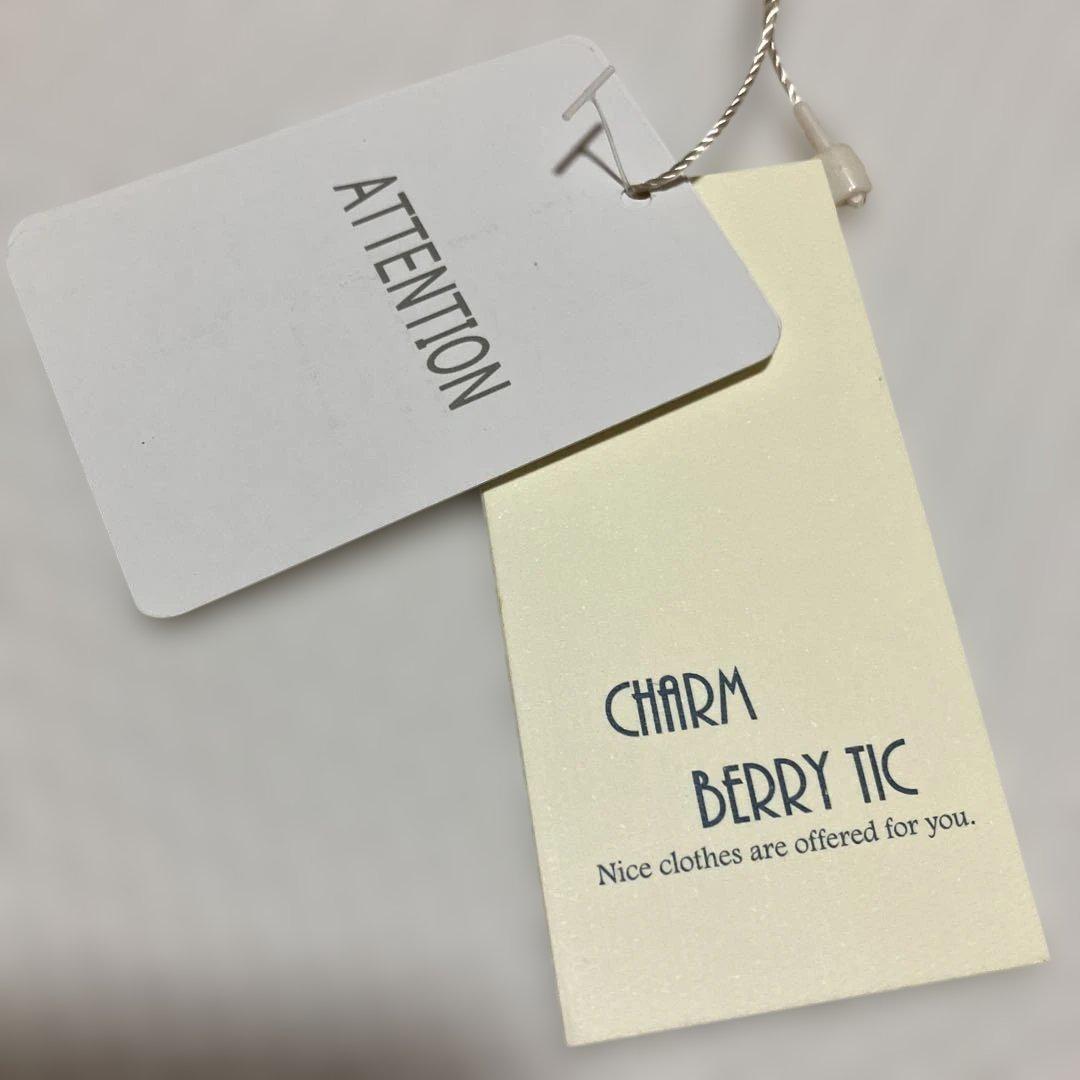 ATTENTION
CHARM
BERRY TIC
Nice clothes are offered for you.